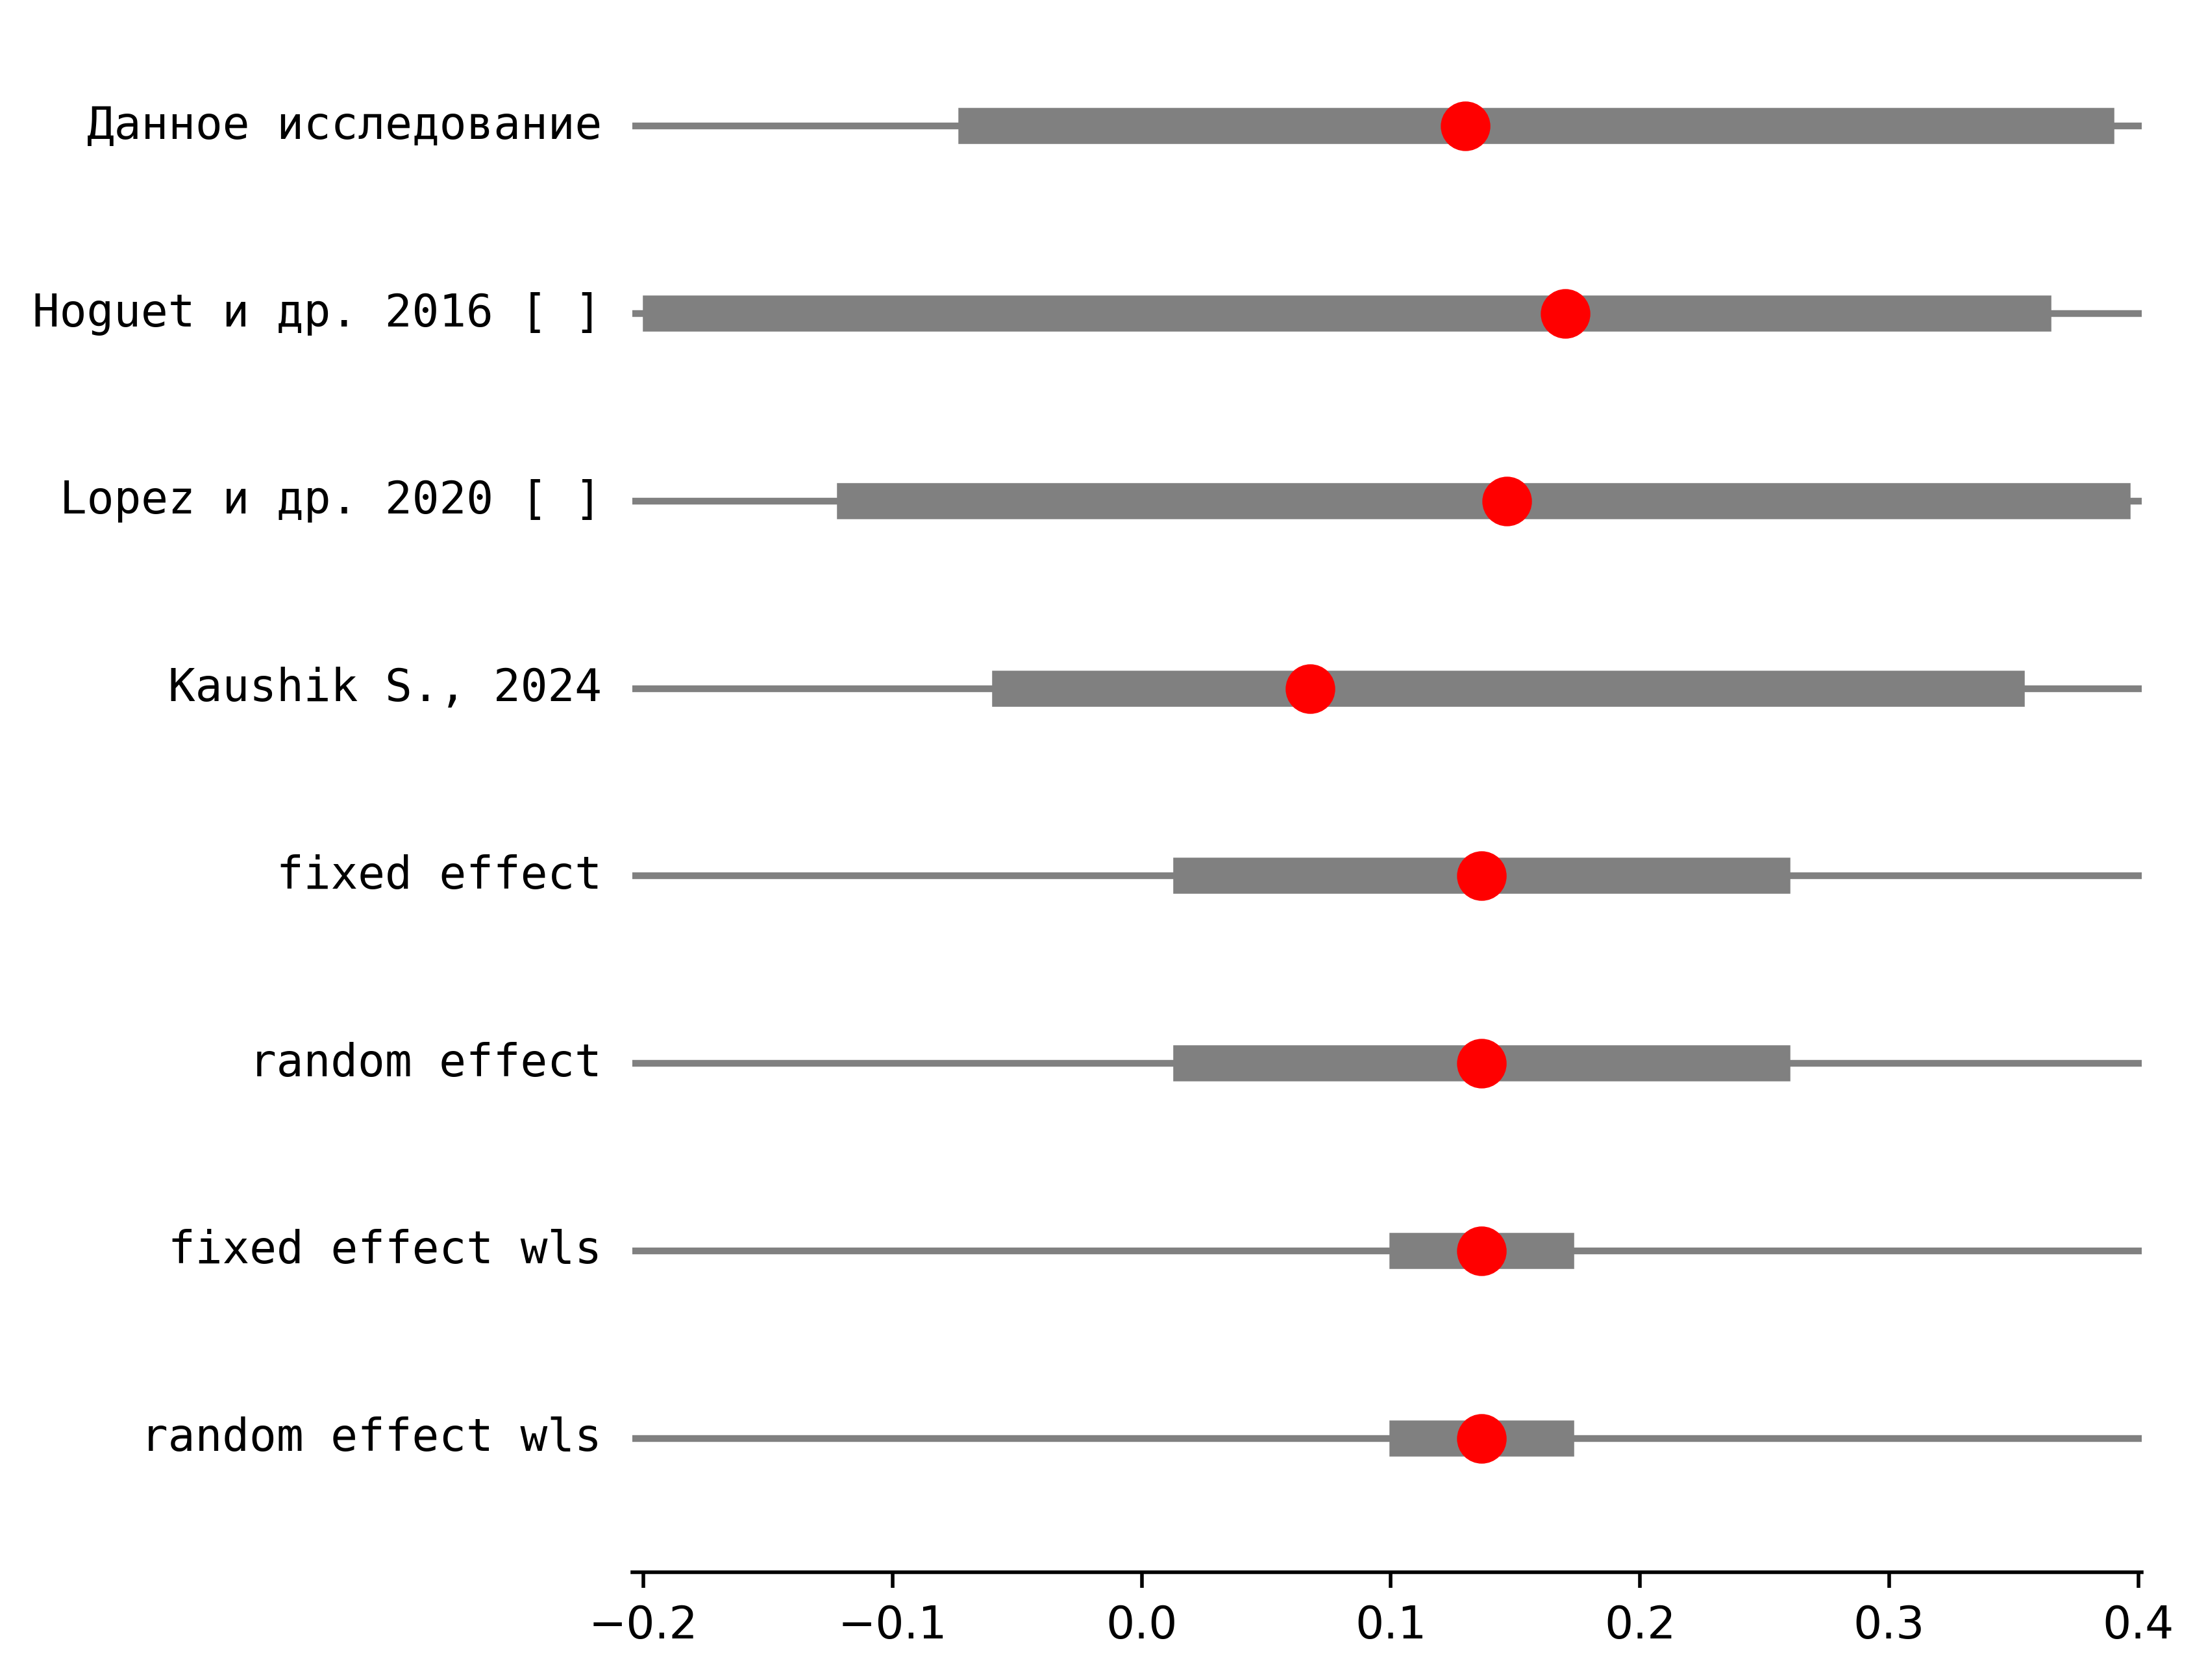 Данное исследование
Hoguet и др. 2016 [ ]
Lopez и др. 2020 [ ]
Kaushik S., 2024
fixed effect
random effect
fixed effect wls
random effect wls
−0.2 −0.1 0.0 0.1 0.2 0.3 0.4